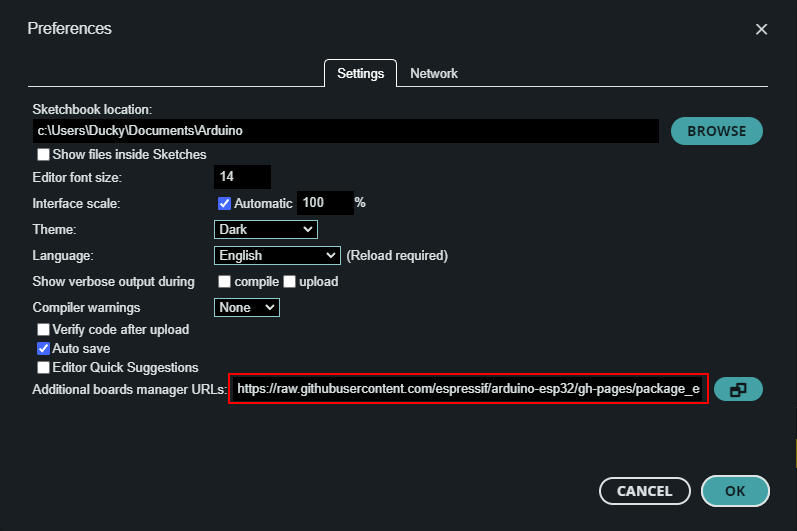 Preferences
Settings Network
Sketchbook location:
c:\Users\Ducky\Documents\Arduino BROWSE
Show files inside Sketches
Editor font size: 14
Interface scale: Automatic 100 %
Theme: Dark
Language: English (Reload required)
Show verbose output during compile upload
Compiler warnings None
Verify code after upload
Auto save
Editor Quick Suggestions
Additional boards manager URLs: https://raw.githubusercontent.com/espressif/arduino-esp32/gh-pages/package_e
CANCEL OK